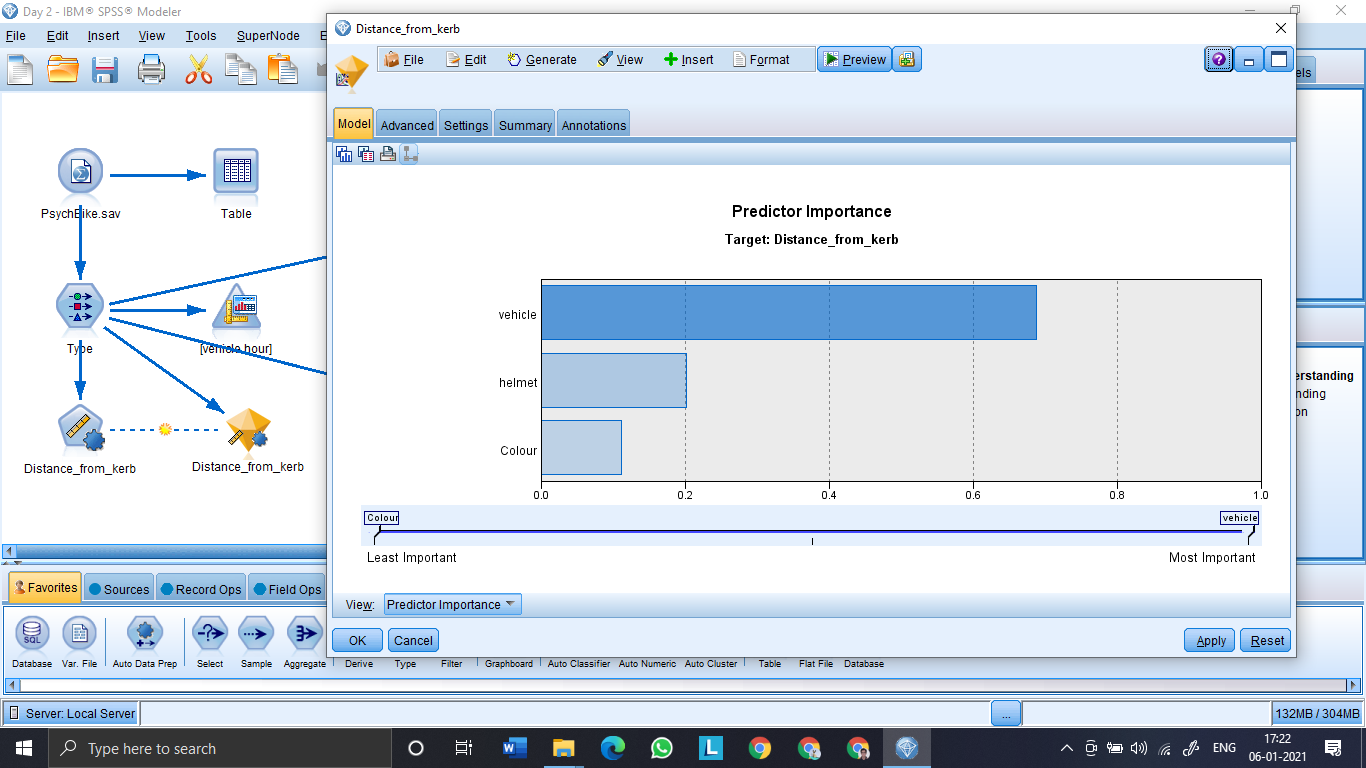 Day 2 - IBM® SPSS® Modeler
File Edit Insert View Tools SuperNode E
PsychBike.sav
Table
Type
[vehicle hour]
Distance_from_kerb
Distance_from_kerb
Distance_from_kerb
File Edit Generate View Insert Format Preview
Model Advanced Settings Summary Annotations
Predictor Importance
Target: Distance_from_kerb
vehicle
helmet
Colour
0.0 0.2 0.4 0.6 0.8 1.0
Colour vehicle
Least Important Most Important
View: Predictor Importance
OK Cancel Apply Reset
els
erstanding
nding
on
Favorites Sources Record Ops Field Ops
SQL
Database Var. File Auto Data Prep Select Sample Aggregate Derive Type Filter Graphboard Auto Classifier Auto Numeric Auto Cluster Table Flat File Database
Server: Local Server ... 132MB / 304MB
Type here to search
W L
ENG
17:22
06-01-2021